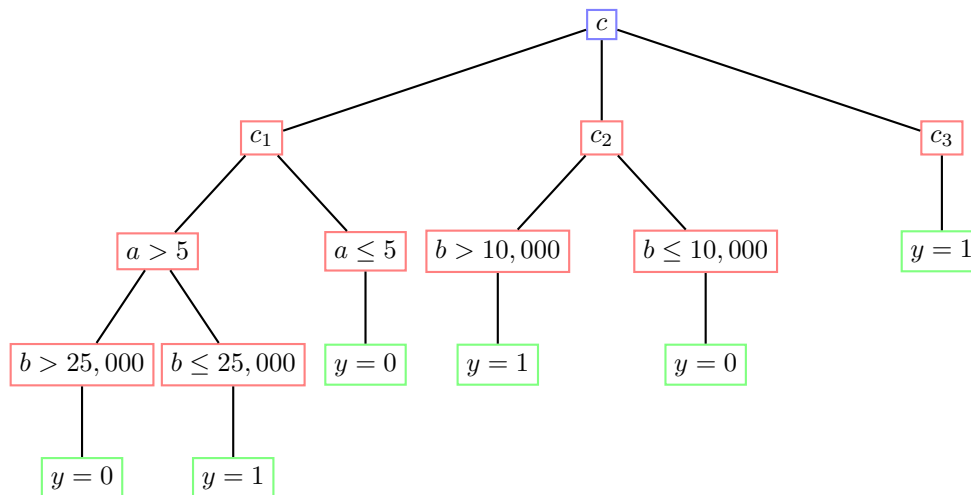 c
c₁
c₂
c₃
a > 5
a ≤ 5
b > 10,000
b ≤ 10,000
y = 1
b > 25,000
b ≤ 25,000
y = 0
y = 1
y = 0
y = 0
y = 1